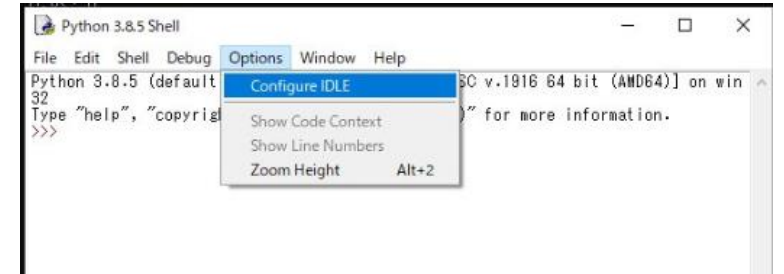 Python 3.8.5 Shell
File Edit Shell Debug Options Window Help
Python 3.8.5 (default
SC v.1916 64 bit (AMD64)] on win
32
Type "help", "copyrig
)" for more information.
>>>
Configure IDLE
Show Code Context
Show Line Numbers
Zoom Height Alt+2